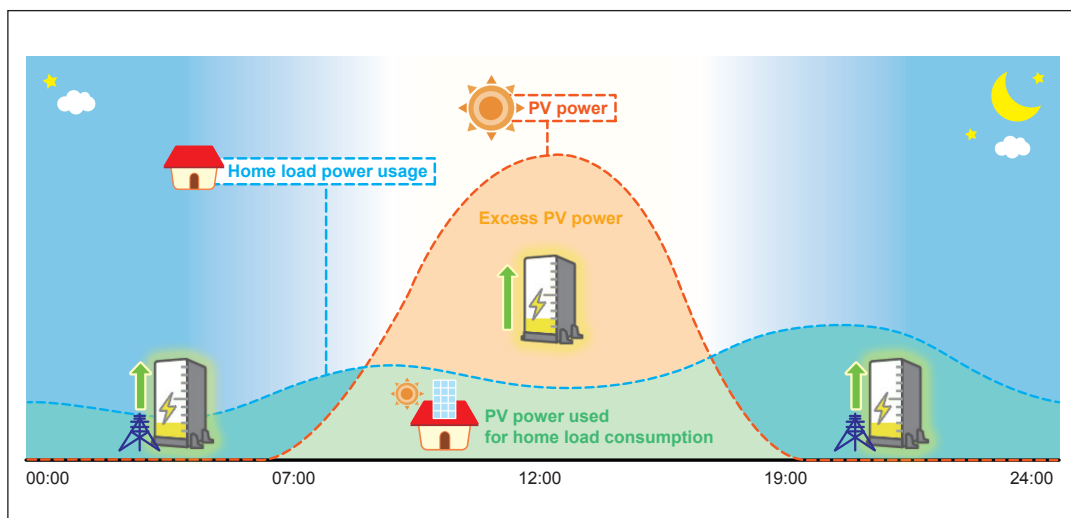 PV power
Home load power usage
Excess PV power
PV power used
for home load consumption
00:00
07:00
12:00
19:00
24:00